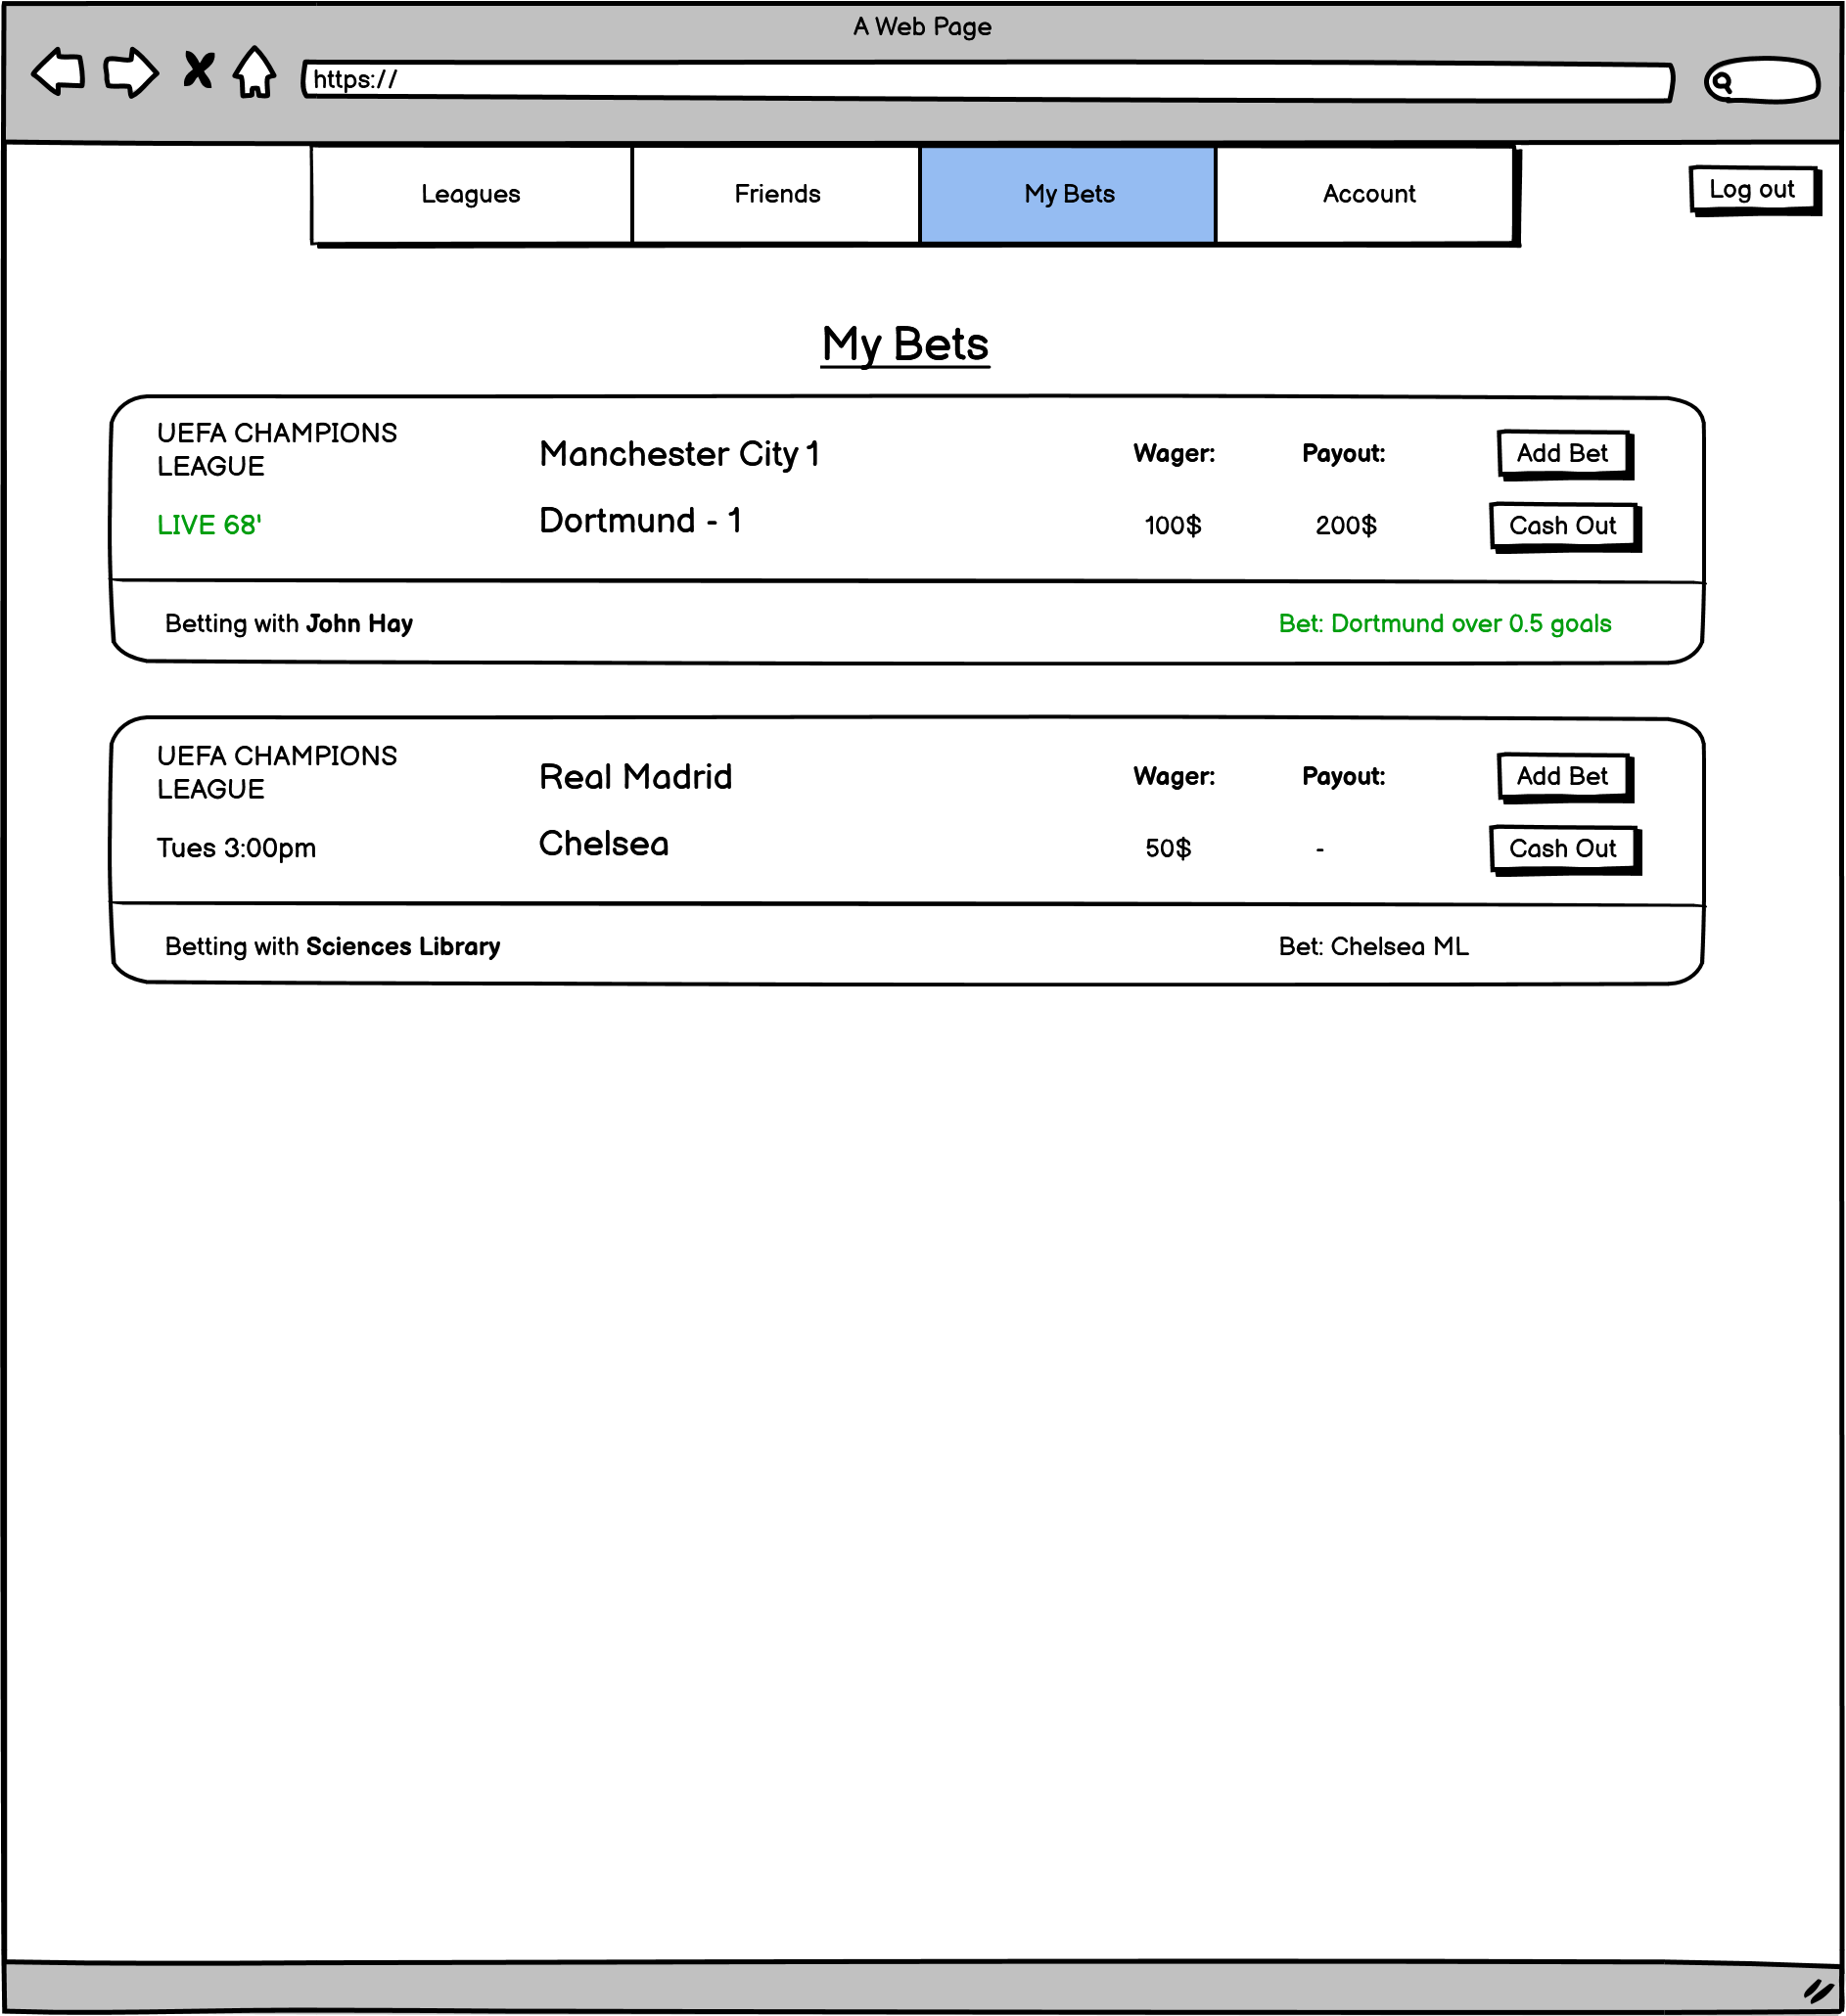 A Web Page
https://
Leagues Friends My Bets Account Log out
My Bets
UEFA CHAMPIONS
LEAGUE
Manchester City 1 Wager: Payout: Add Bet
LIVE 68' Dortmund - 1 100$ 200$ Cash Out
Betting with John Hay Bet: Dortmund over 0.5 goals
UEFA CHAMPIONS
LEAGUE
Real Madrid Wager: Payout: Add Bet
Tues 3:00pm Chelsea 50$ - Cash Out
Betting with Sciences Library Bet: Chelsea ML